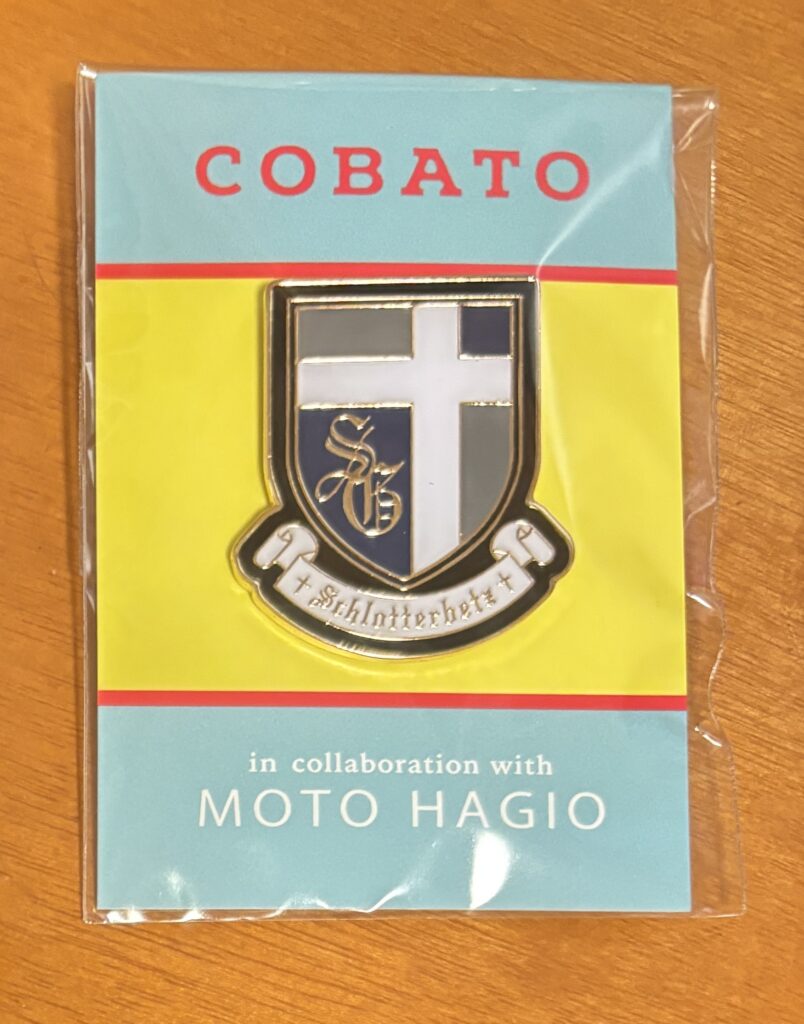 COBATO
SG
+ Schlotterbetz +
in collaboration with
MOTO HAGIO